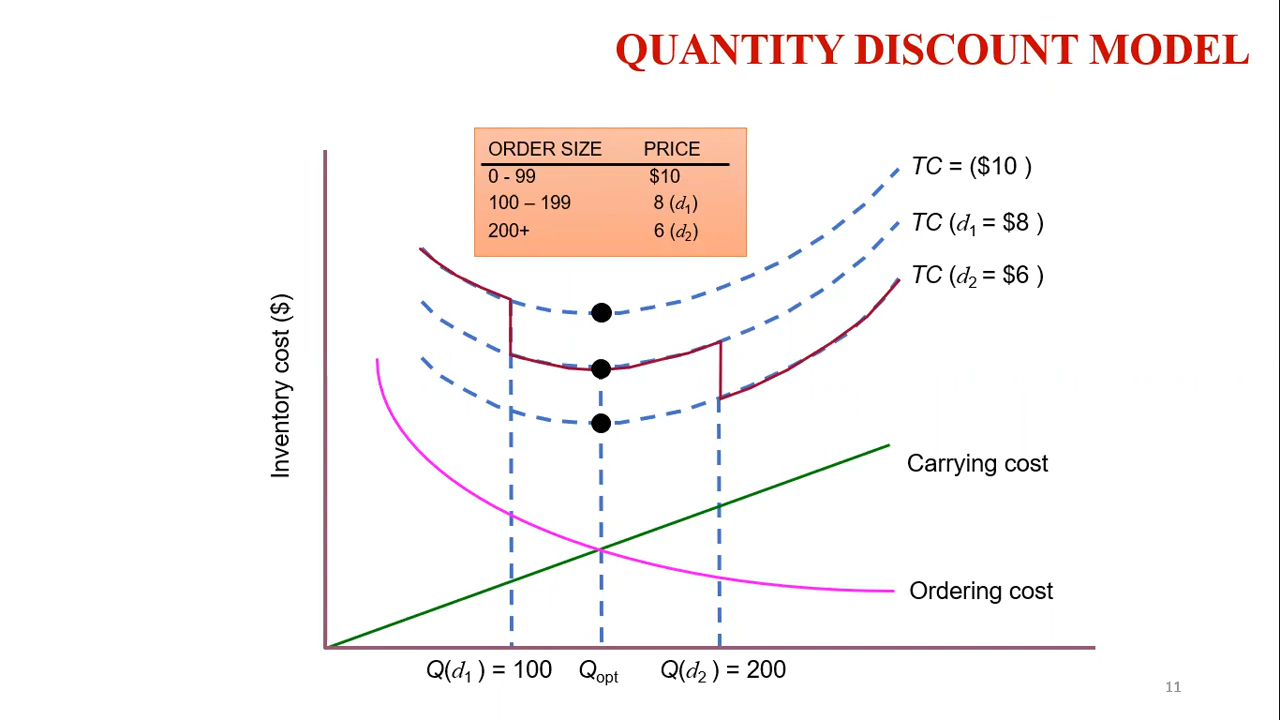 QUANTITY DISCOUNT MODEL
ORDER SIZE PRICE
0 - 99 $10
100 – 199 8 (d1)
200+ 6 (d2)
TC = ($10 )
TC (d1 = $8 )
TC (d2 = $6 )
Inventory cost ($)
Carrying cost
Ordering cost
Q(d1 ) = 100 Qopt Q(d2 ) = 200
11